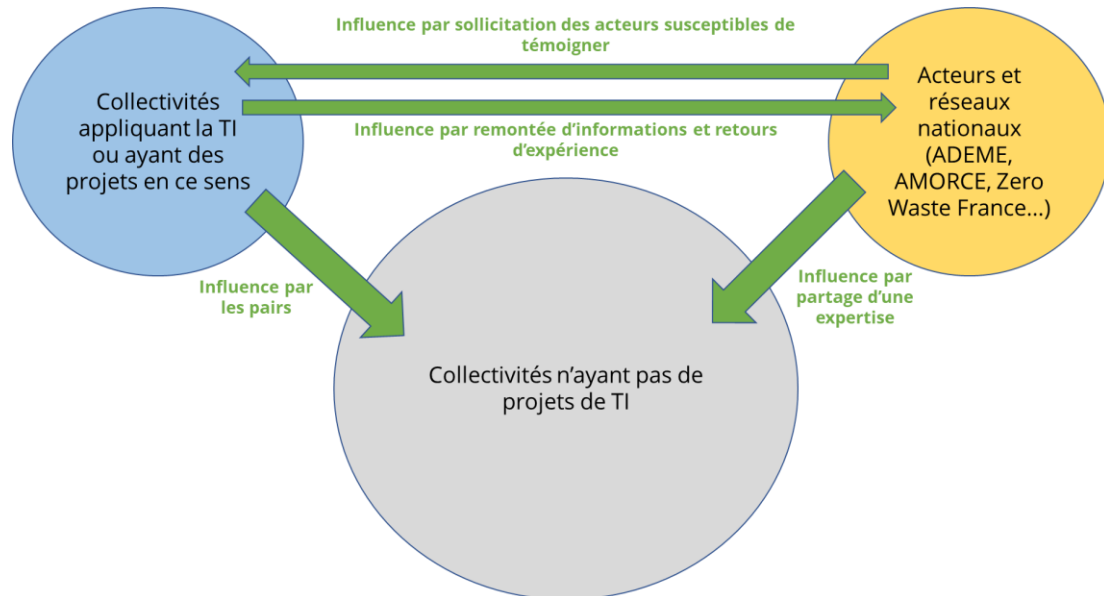 Influence par sollicitation des acteurs susceptibles de
témoigner
Collectivités
appliquant la TI
ou ayant des
projets en ce sens
Influence par remontée d’informations et retours
d’expérience
Acteurs et
réseaux
nationaux
(ADEME,
AMORCE, Zero
Waste France...)
Influence par
les pairs
Influence par
partage d’une
expertise
Collectivités n’ayant pas de
projets de TI